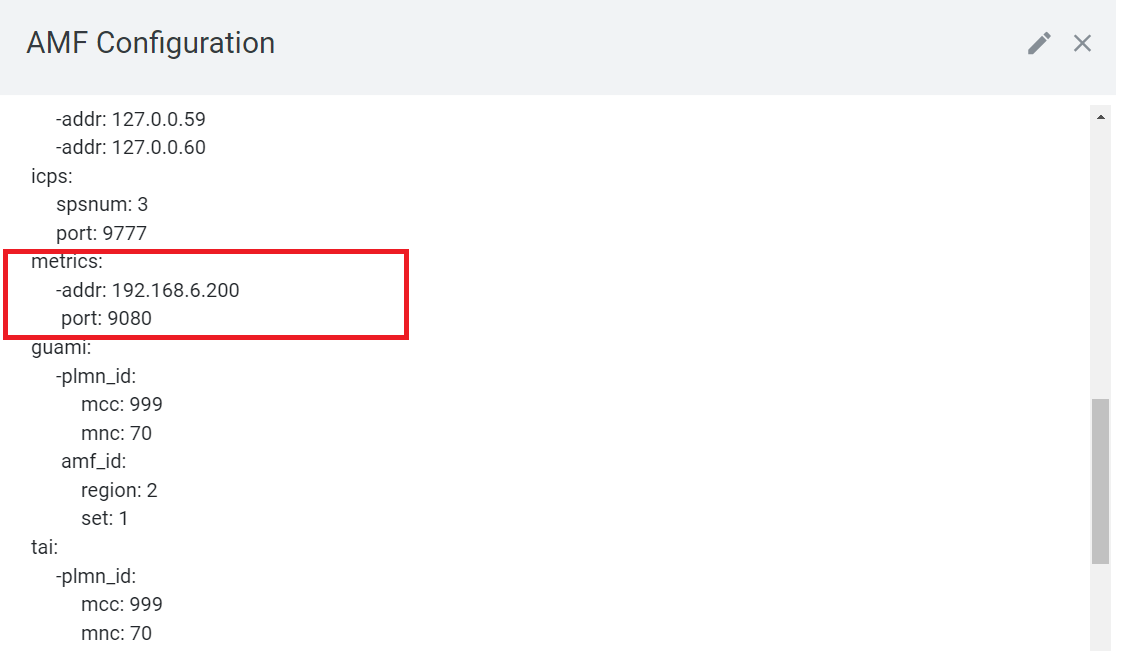 AMF Configuration
-addr: 127.0.0.59
-addr: 127.0.0.60
icps:
spsnum: 3
port: 9777
metrics:
-addr: 192.168.6.200
port: 9080
guami:
-plmn_id:
mcc: 999
mnc: 70
amf_id:
region: 2
set: 1
tai:
-plmn_id:
mcc: 999
mnc: 70